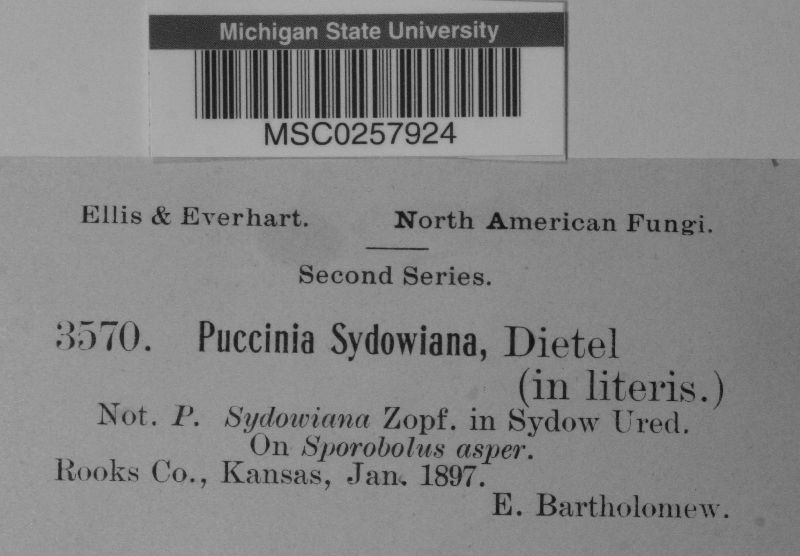 Michigan State University
MSC0257924
Ellis & Everhart. North American Fungi.
Second Series.
3570. Puccinia Sydowiana, Dietel
(in literis.)
Not. P. Sydowiana Zopf. in Sydow Ured.
On Sporobolus asper.
Rooks Co., Kansas, Jan. 1897.
E. Bartholomew.